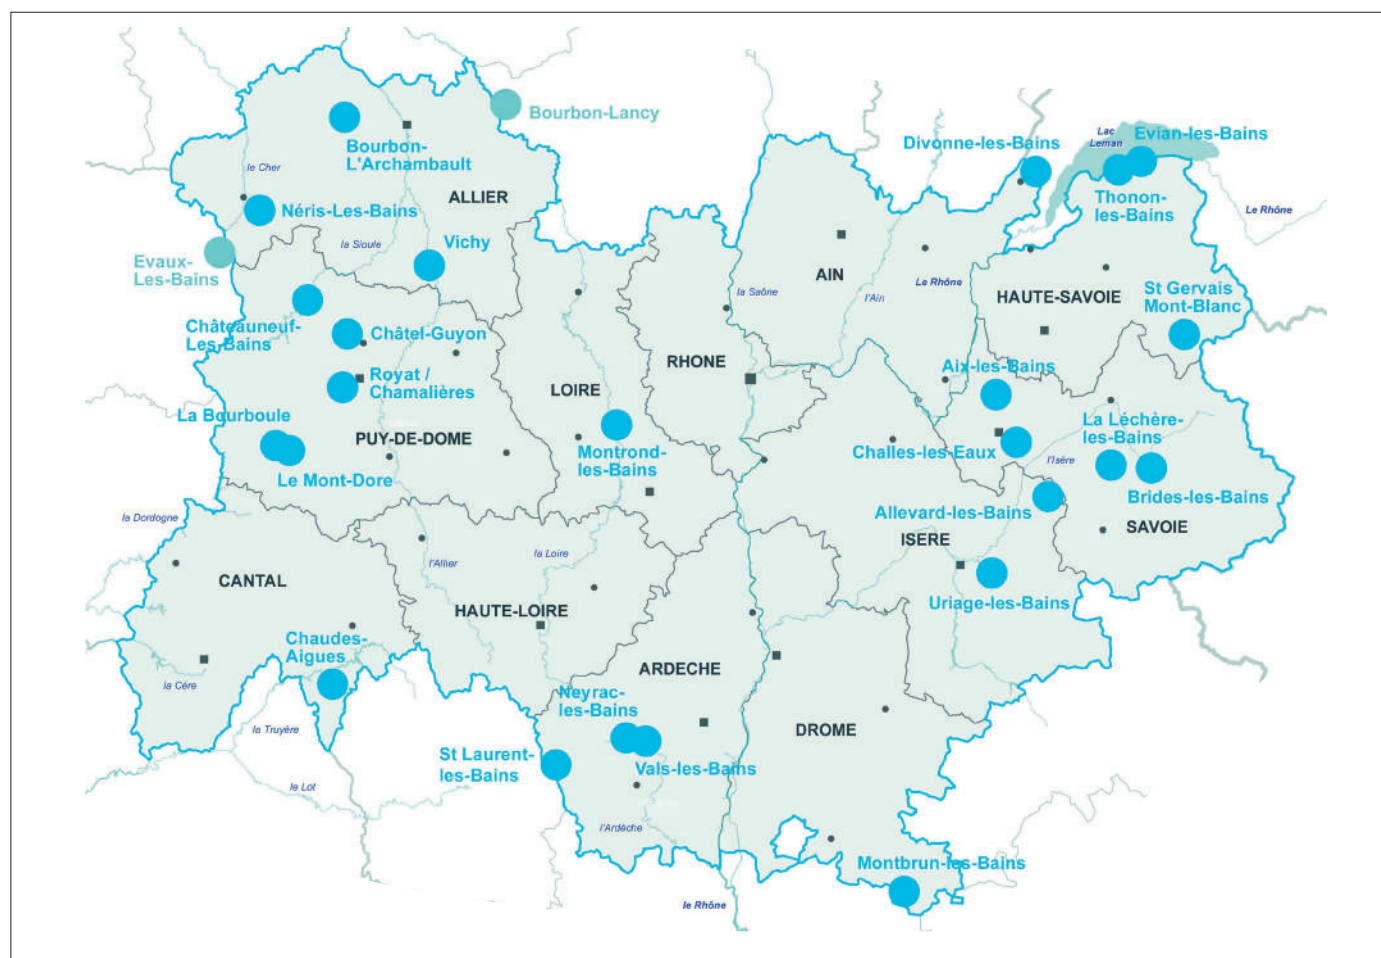 Bourbon-Lancy
Bourbon-
L'Archambault
le Cher
ALLIER
Néris-Les-Bains
la Sioule
Vichy
Evaux-
Les-Bains
Divonne-les-Bains
Lac
Leman
Evian-les-Bains
Thonon-
les-Bains
Le Rhône
AIN
la Saône
l'Ain
Le Rhône
HAUTE-SAVOIE
St Gervais
Mont-Blanc
Châteauneuf-
Les-Bains
Châtel-Guyon
Royat /
Chamalières
RHONE
LOIRE
Aix-les-Bains
La Bourboule
PUY-DE-DOME
Le Mont-Dore
Montrond-
les-Bains
Challes-les-Eaux
La Léchère-
les-Bains
l'Isère
Brides-les-Bains
Allevard-les-Bains
SAVOIE
ISERE
la Dordogne
l'Allier
la Loire
CANTAL
HAUTE-LOIRE
Uriage-les-Bains
Chaudes-
Aigues
la Cére
ARDECHE
Neyrac-
les-Bains
DROME
la Truyère
St Laurent-
les-Bains
Vals-les-Bains
le Lot
l'Ardèche
Montbrun-les-Bains
le Rhône